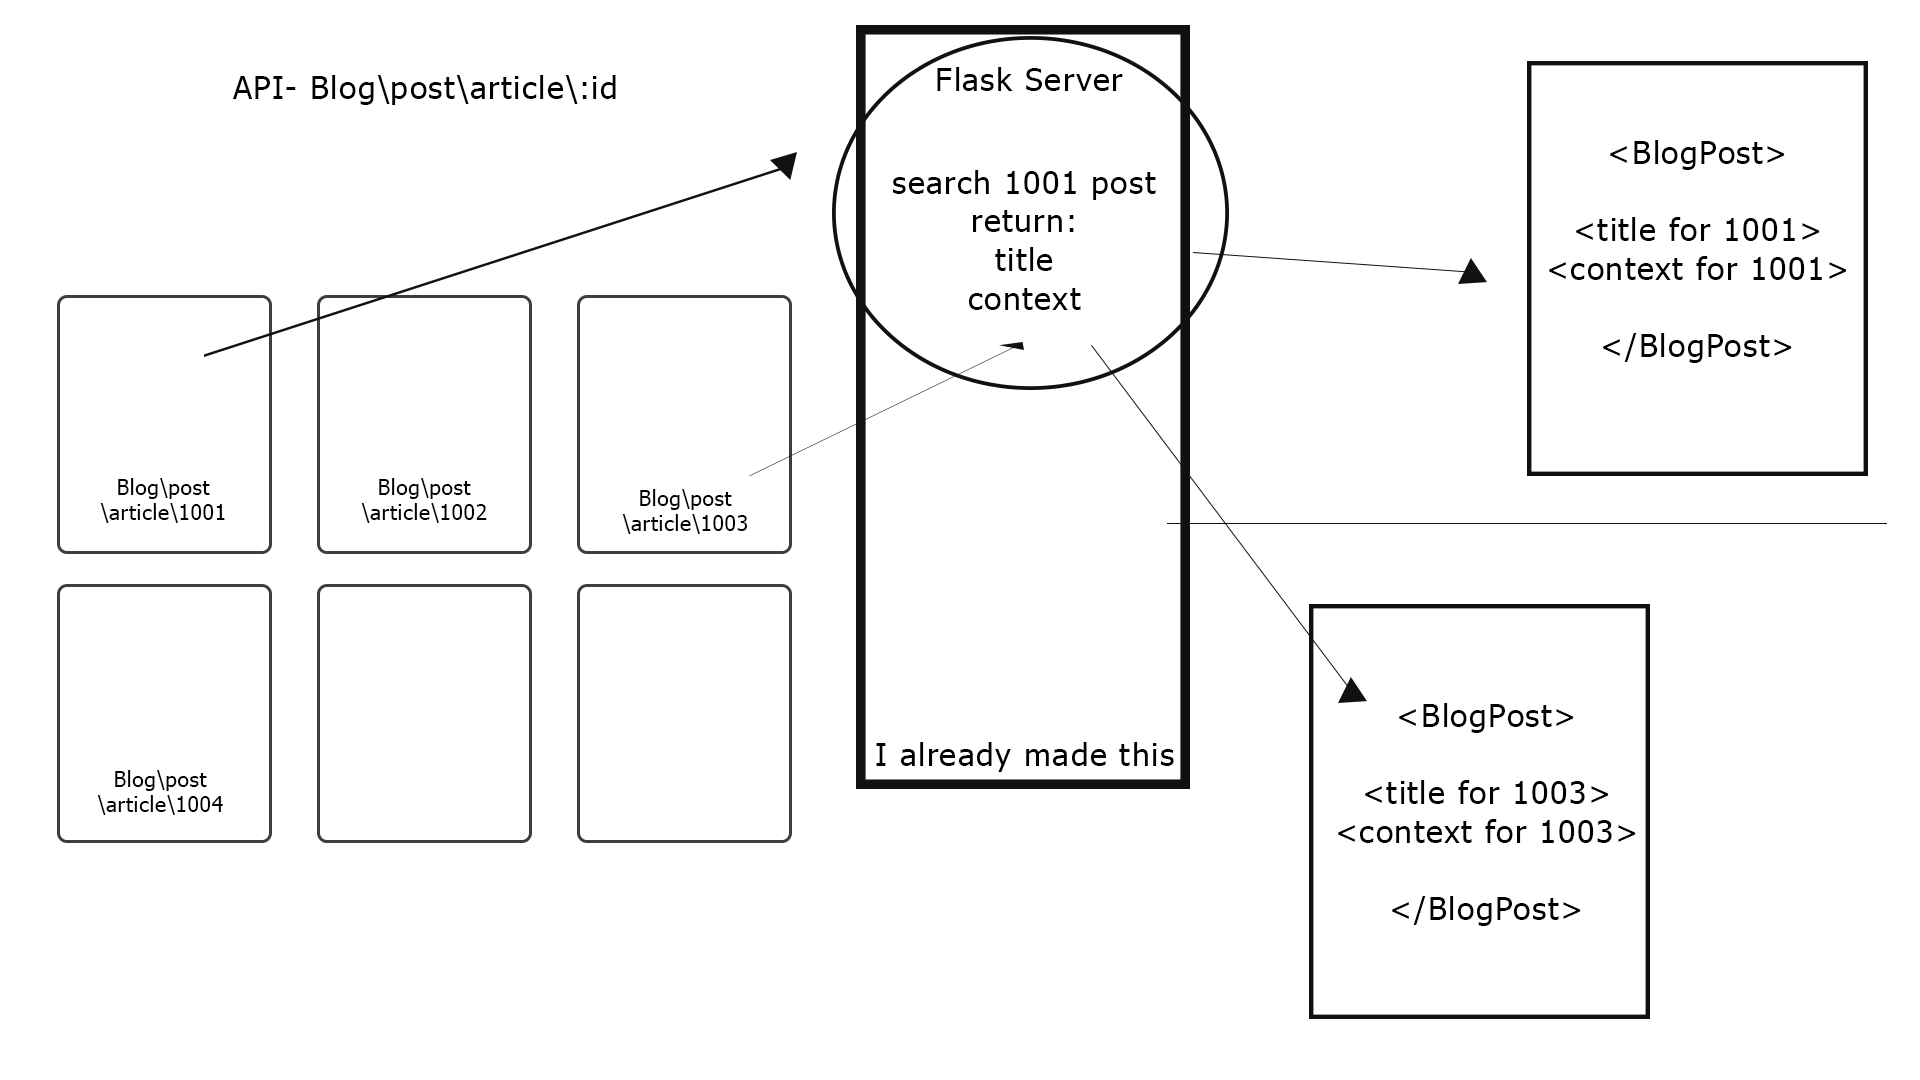 API- Blog\post\article\:id
Flask Server
search 1001 post
return:
title
context
I already made this
Blog\post
\article\1001
Blog\post
\article\1002
Blog\post
\article\1003
Blog\post
\article\1004
<BlogPost>
<title for 1001>
<context for 1001>
</BlogPost>
<BlogPost>
<title for 1003>
<context for 1003>
</BlogPost>